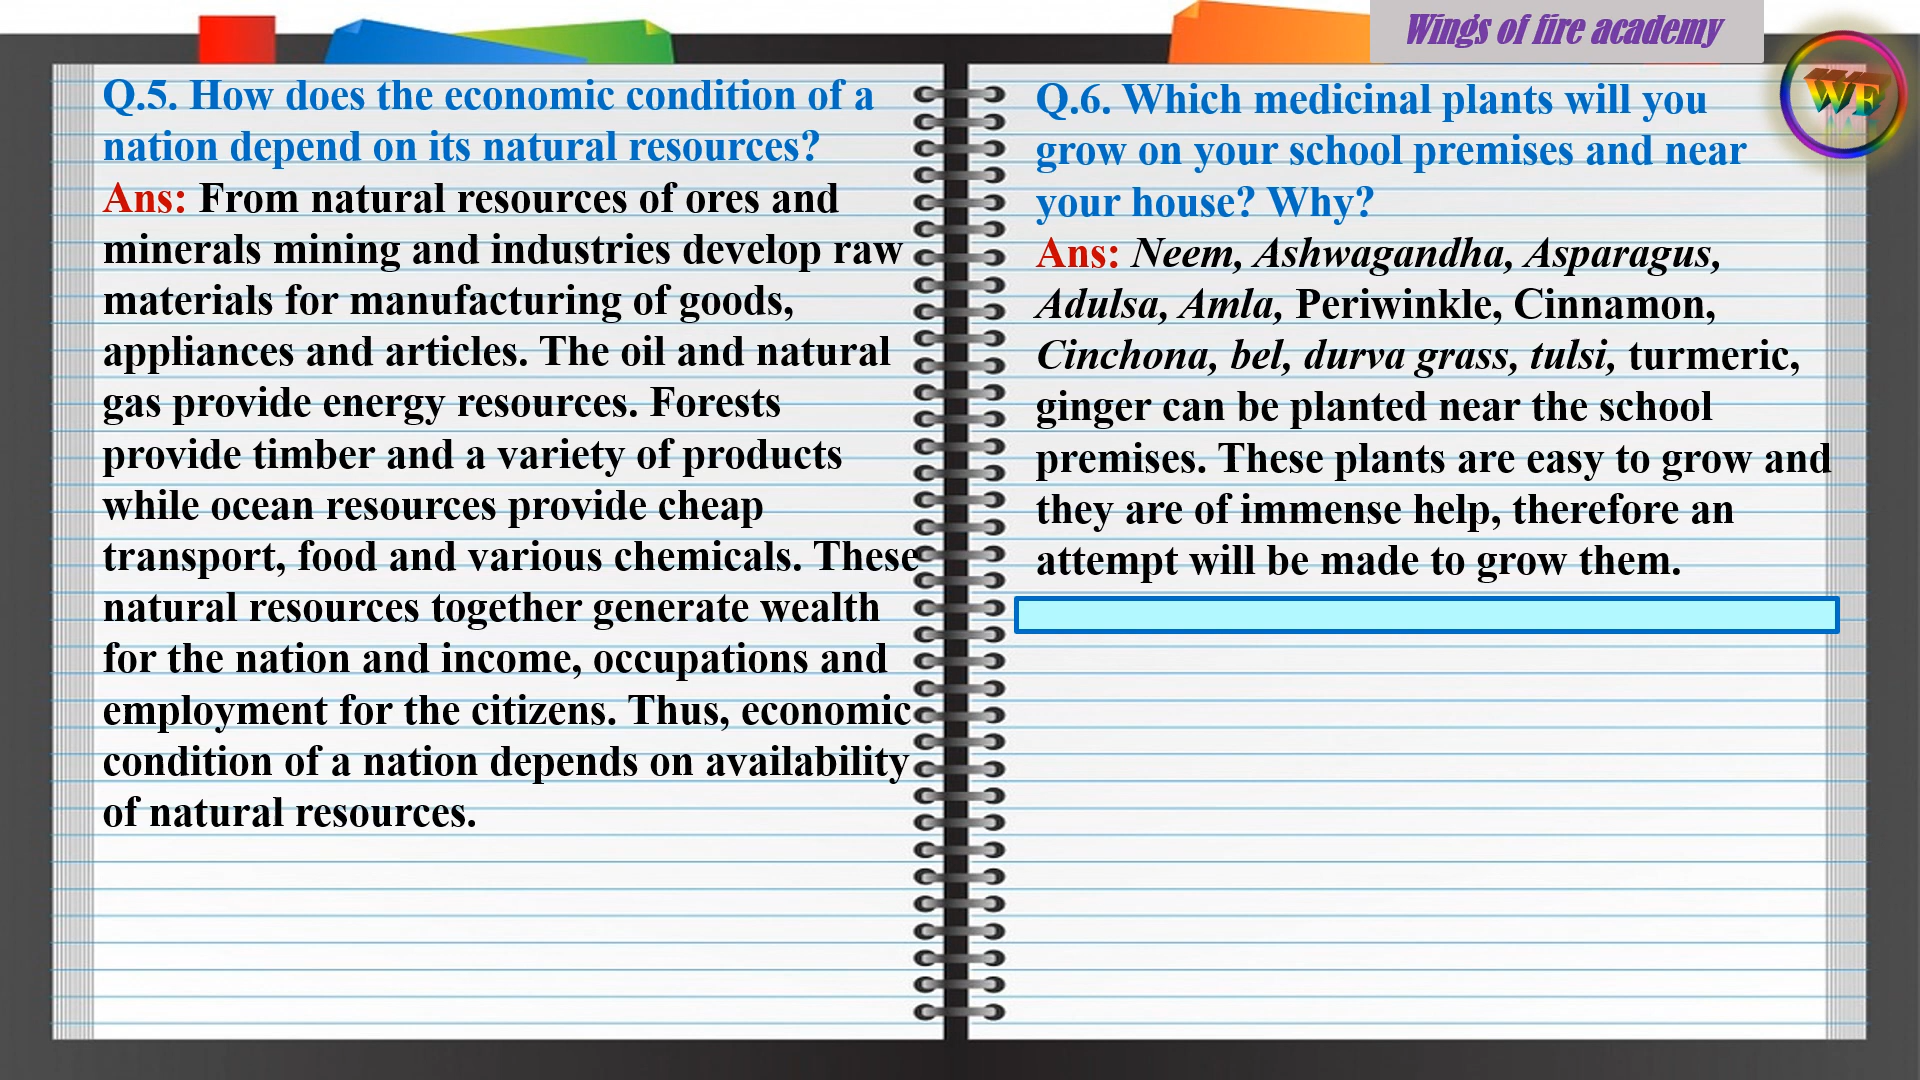 Wings of fire academy
WF
Q.5. How does the economic condition of a
nation depend on its natural resources?
Ans: From natural resources of ores and
minerals mining and industries develop raw
materials for manufacturing of goods,
appliances and articles. The oil and natural
gas provide energy resources. Forests
provide timber and a variety of products
while ocean resources provide cheap
transport, food and various chemicals. These
natural resources together generate wealth
for the nation and income, occupations and
employment for the citizens. Thus, economic
condition of a nation depends on availability
of natural resources.
Q.6. Which medicinal plants will you
grow on your school premises and near
your house? Why?
Ans: Neem, Ashwagandha, Asparagus,
Adulsa, Amla, Periwinkle, Cinnamon,
Cinchona, bel, durva grass, tulsi, turmeric,
ginger can be planted near the school
premises. These plants are easy to grow and
they are of immense help, therefore an
attempt will be made to grow them.